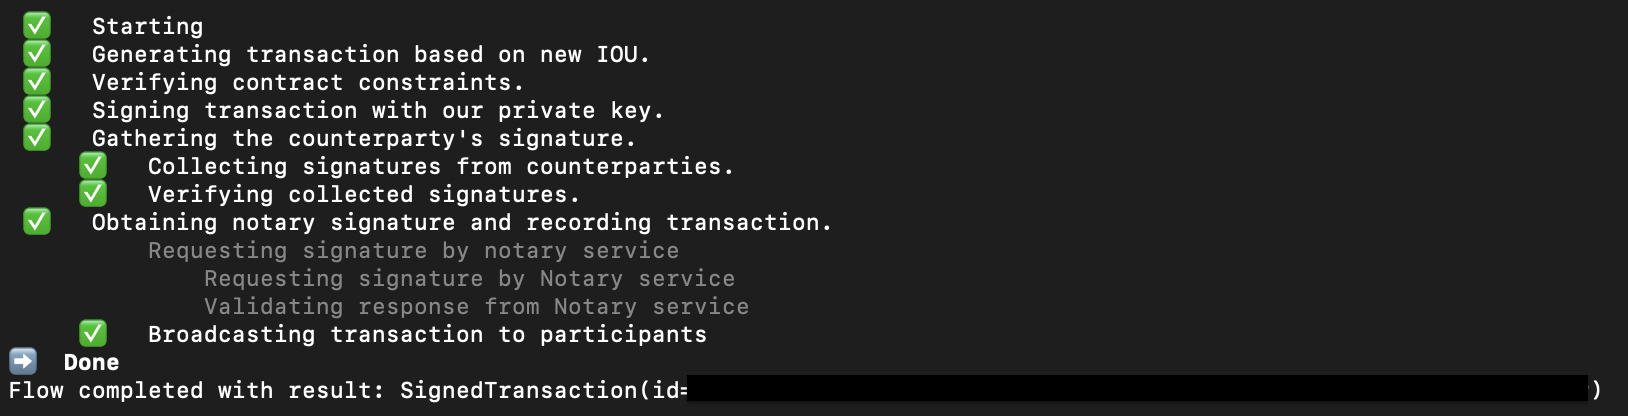 ✅ Starting
✅ Generating transaction based on new IOU.
✅ Verifying contract constraints.
✅ Signing transaction with our private key.
✅ Gathering the counterparty's signature.
✅ Collecting signatures from counterparties.
✅ Verifying collected signatures.
✅ Obtaining notary signature and recording transaction.
Requesting signature by notary service
Requesting signature by Notary service
Validating response from Notary service
✅ Broadcasting transaction to participants
➡️ Done
Flow completed with result: SignedTransaction(id= )